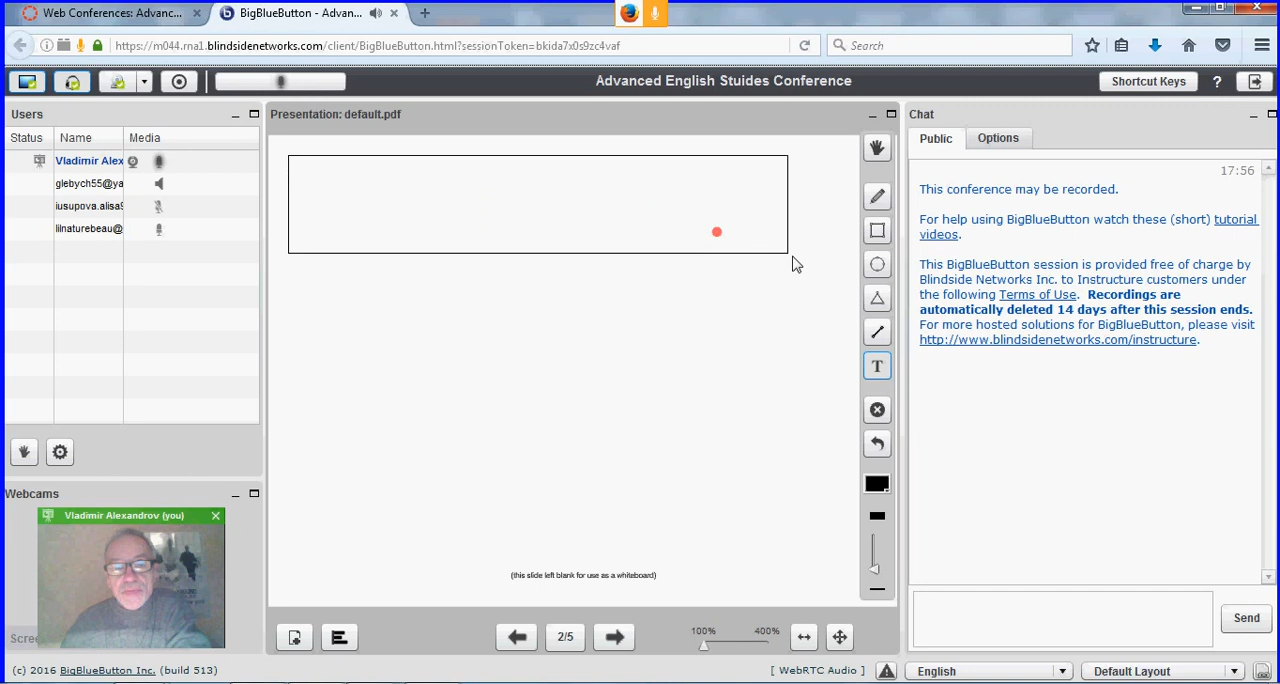 Web Conferences: Advanc...
BigBlueButton - Advan...
https://m044.rna1.blindsidenetworks.com/client/BigBlueButton.html?sessionToken=bkida7x0s9zc4vaf
Search
Advanced English Stuides Conference
Shortcut Keys
?
Users
Status Name Media
Vladimir Alex
glebych55@ya
iusupova.alisa
lilnaturebeau@
Webcams
Vladimir Alexandrov (you)
Scree
Presentation: default.pdf
T
(this slide left blank for use as a whiteboard)
2/5
100% 400%
Chat
Public Options
17:56
This conference may be recorded.
For help using BigBlueButton watch these (short) tutorial
videos.
This BigBlueButton session is provided free of charge by
Blindside Networks Inc. to Instructure customers under
the following Terms of Use. Recordings are
automatically deleted 14 days after this session ends.
For more hosted solutions for BigBlueButton, please visit
http://www.blindsidenetworks.com/instructure.
Send
(c) 2016 BigBlueButton Inc. (build 513)
[ WebRTC Audio ]
English
Default Layout